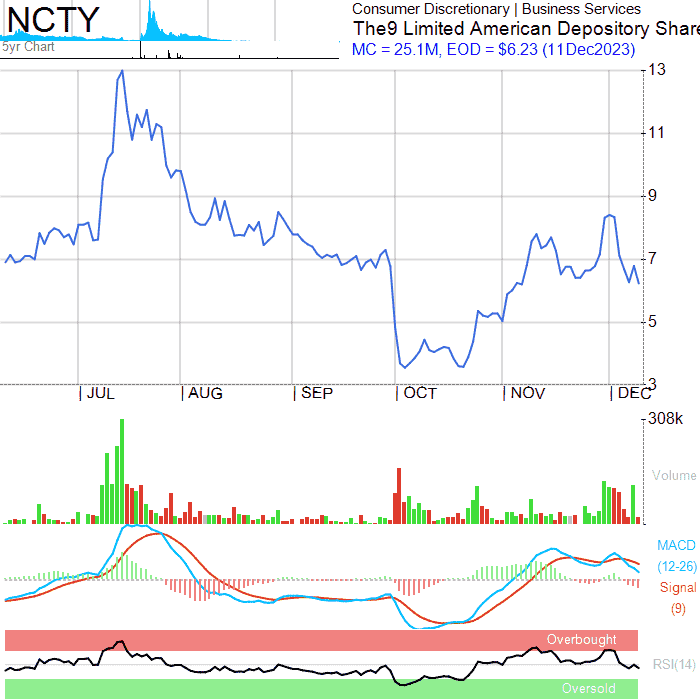 NCTY
5yr Chart
Consumer Discretionary | Business Services
The9 Limited American Depository Share
MC = 25.1M, EOD = $6.23 (11Dec2023)
13
11
9
7
5
3
| JUL | AUG | SEP | OCT | NOV | DEC
308k
Volume
MACD
(12-26)
Signal
(9)
Overbought
RSI(14)
Oversold